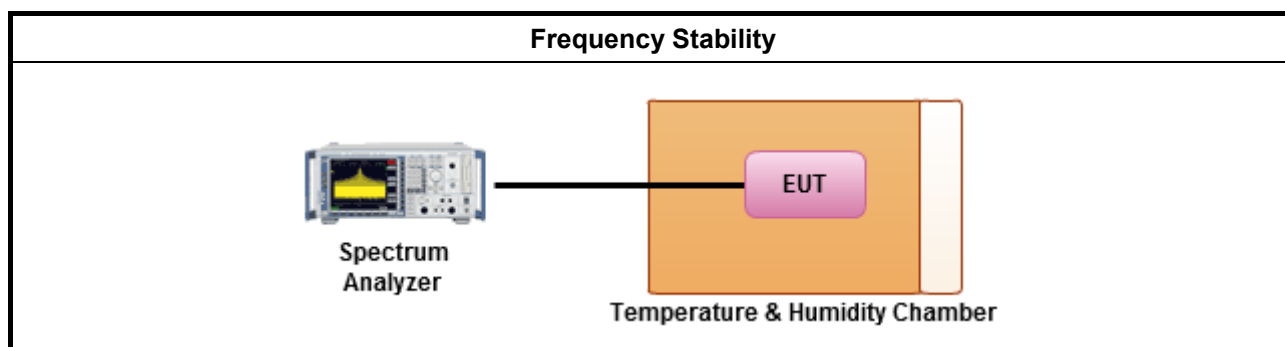 Frequency Stability
EUT
Spectrum
Analyzer
Temperature & Humidity Chamber